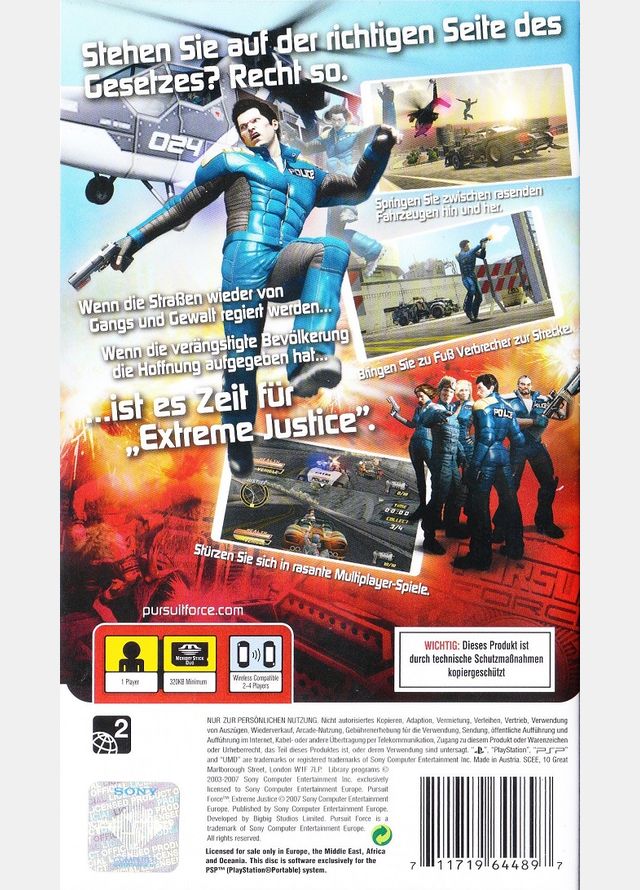 Stehen Sie auf der richtigen Seite des
Gesetzes? Recht so.
024
POLICE
Springen Sie zwischen rasenden
Fahrzeugen hin und her.
Wenn die Straßen wieder von
Gangs und Gewalt regiert werden...
Bringen Sie zu Fuß Verbrecher zur Strecke.
Wenn die verängstigte Bevölkerung
die Hoffnung aufgegeben hat...
...ist es Zeit für
„Extreme Justice”.
POLICE
TIME
COLLECT
3/4
Stürzen Sie sich in rasante Multiplayer-Spiele.
pursuitforce.com
MEMORY STICK
DUO
1 Player
320KB Minimum
Wireless Compatible
2-4 Players
WICHTIG: Dieses Produkt ist
durch technische Schutzmaßnahmen
kopiergeschützt
2
NUR ZUR PERSÖNLICHEN NUTZUNG. Nicht autorisiertes Kopieren, Adaption, Vermietung, Verleihen, Vertrieb, Verwendung
von Auszügen, Wiederverkauf, Arcade-Nutzung, Gebührenerhebung für die Verwendung, Sendung, öffentliche Aufführung und
Aufführung im Internet, Kabel- oder andere Übertragung per Telekommunikation, Zugang zu diesem Produkt oder Warenzeichen
oder Urheberrecht, das Teil dieses Produktes ist, oder deren Verwendung sind untersagt. "PS", "PlayStation", "PSP"
and "UMD" are trademarks or registered trademarks of Sony Computer Entertainment Inc. Made in Austria. SCEE, 10 Great
Marlborough Street, London W1F 7LP. Library programs ©
2003-2007 Sony Computer Entertainment Inc. exclusively
licensed to Sony Computer Entertainment Europe. Pursuit
Force™. Extreme Justice © 2007 Sony Computer Entertainment
Europe. Published by Sony Computer Entertainment Europe.
Developed by Bigbig Studios Limited. Pursuit Force is a
trademark of Sony Computer Entertainment Europe.
All rights reserved.
Licensed for sale only in Europe, the Middle East, Africa
and Oceania. This disc is software exclusively for the
PSP™ (PlayStation®Portable) system.
SONY
7 11719 64489 7